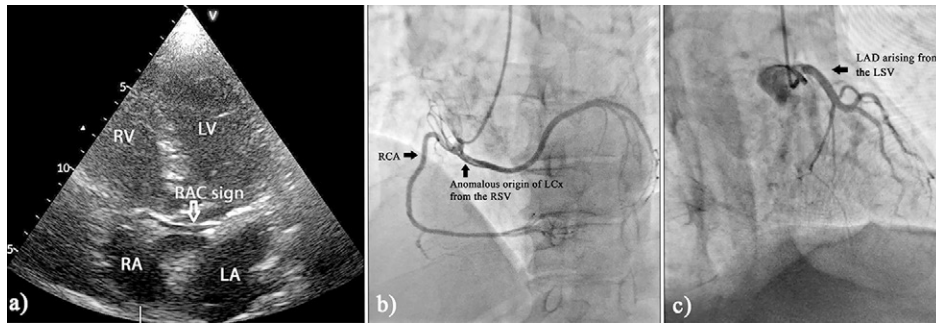 V
5
RV
LV
10
RAC sign
RA
LA
5
a)
RCA
Anomalous origin of LCx
from the RSV
b)
LAD arising from
the LSV
c)